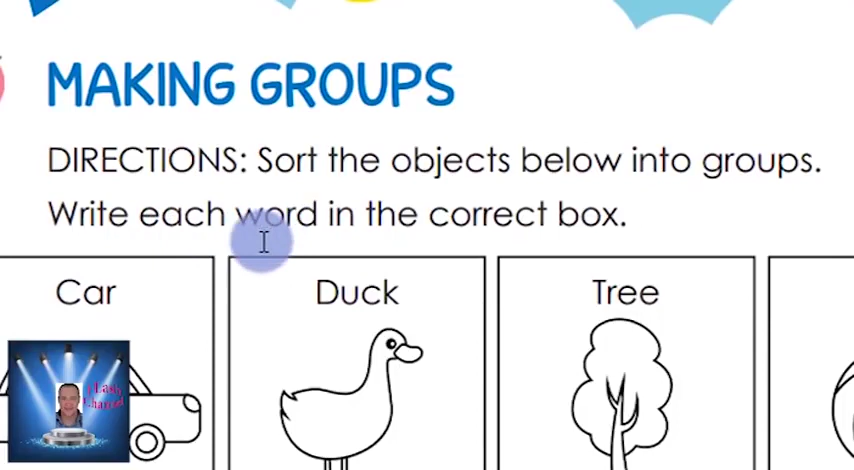 MAKING GROUPS
DIRECTIONS: Sort the objects below into groups.
Write each word in the correct box.
Car
Duck
Tree